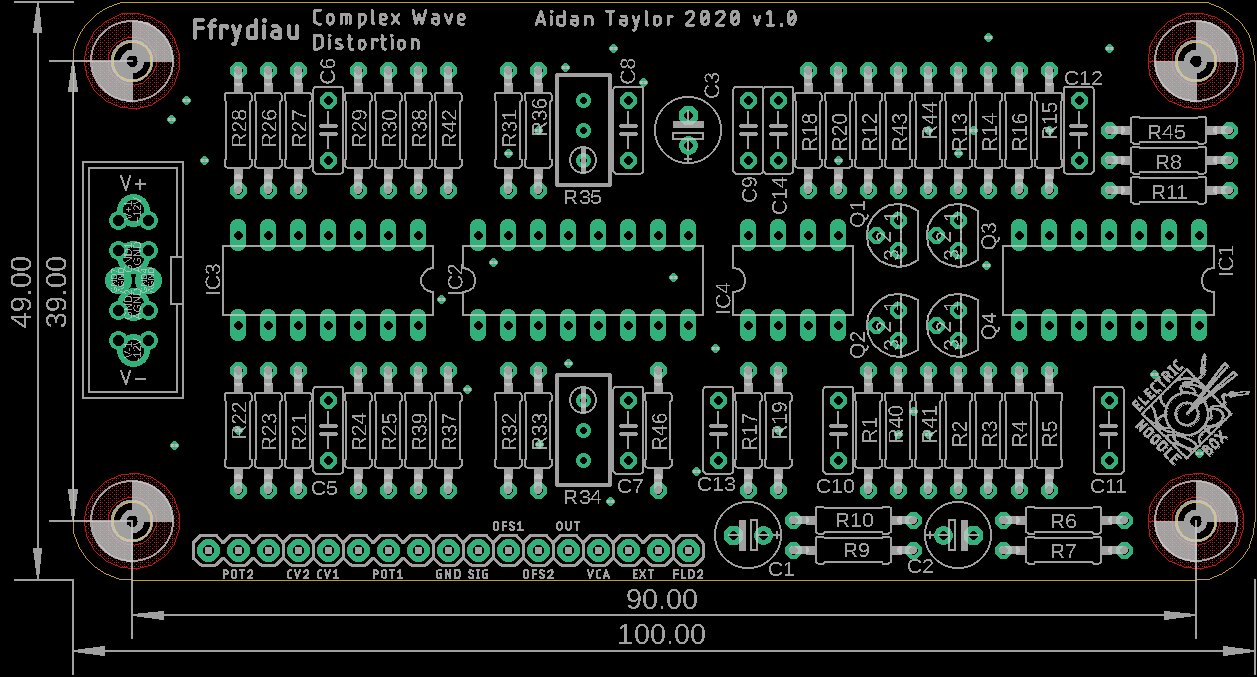 Ffrydiau
Complex Wave
Distortion
Aidan Taylor 2020 v1.0
R28
R26
R27
C6
R29
R30
R38
R42
R31
R36
R35
C8
C3
C9
C14
R18
R20
R12
R43
R44
R13
R14
R16
R15
C12
R45
R8
R11
V+
V-
IC3
C2
IC4
Q1
1
2
3
Q3
1
2
3
Q2
1
2
3
Q4
1
2
3
IC1
49.00
39.00
R22
R23
R21
C5
R24
R25
R39
R37
R32
R33
R34
C7
R46
C13
R17
R19
C10
R1
R40
R41
R2
R3
R4
R5
C11
ELECTRIC
NOODLE
BOX
C1
R10
R9
C2
R6
R7
OFS1
OUT
POT2
CV2
CV1
POT1
GND
SIG
OFS2
VCA
EXT
FLD2
90.00
100.00